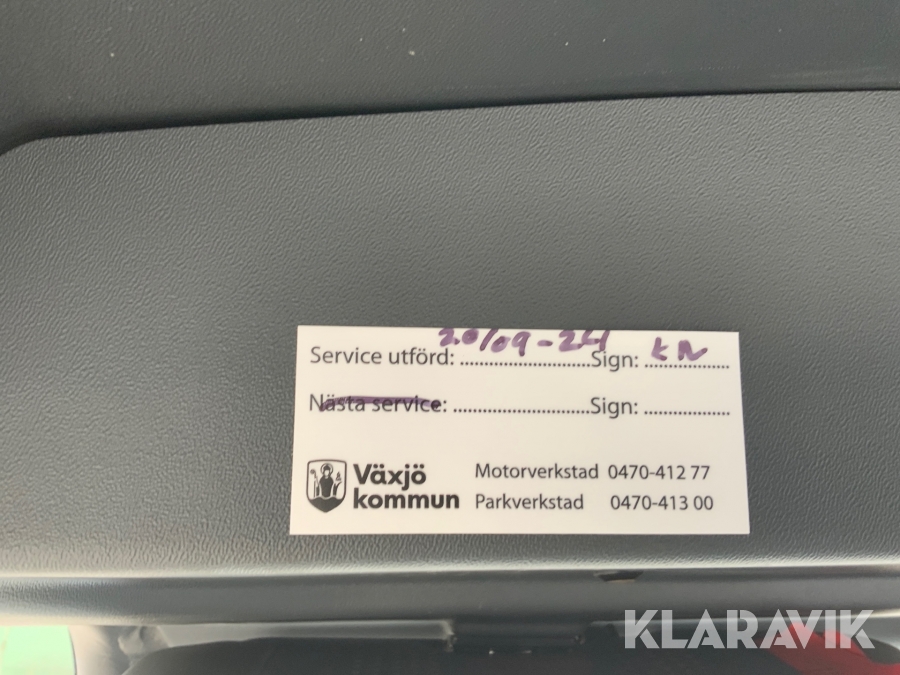 Service utförd: 20/09-24 Sign: KN
Nästa service: Sign:
Växjö kommun
Motorverkstad 0470-412 77
Parkverkstad 0470-413 00
KLARAVIK